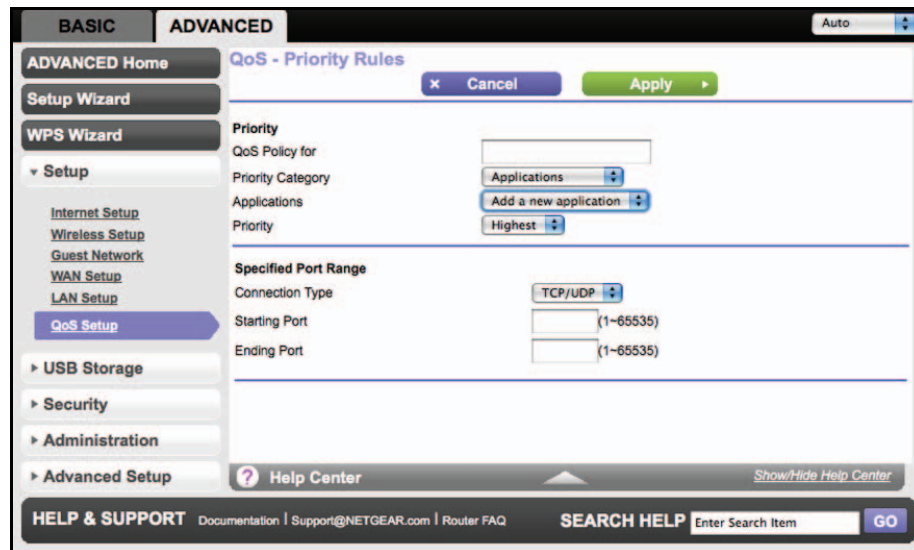 BASIC
ADVANCED
Auto
ADVANCED Home
Setup Wizard
WPS Wizard
Setup
Internet Setup
Wireless Setup
Guest Network
WAN Setup
LAN Setup
QoS Setup
USB Storage
Security
Administration
Advanced Setup
QoS - Priority Rules
x Cancel
Apply
Priority
QoS Policy for
Priority Category Applications
Applications Add a new application
Priority Highest
Specified Port Range
Connection Type TCP/UDP
Starting Port (1~65535)
Ending Port (1~65535)
? Help Center
Show/Hide Help Center
HELP & SUPPORT Documentation | Support@NETGEAR.com | Router FAQ
SEARCH HELP Enter Search Item GO